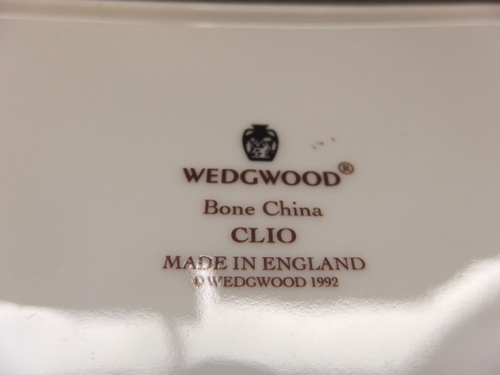 WEDGWOOD®
Bone China
CLIO
MADE IN ENGLAND
© WEDGWOOD 1992